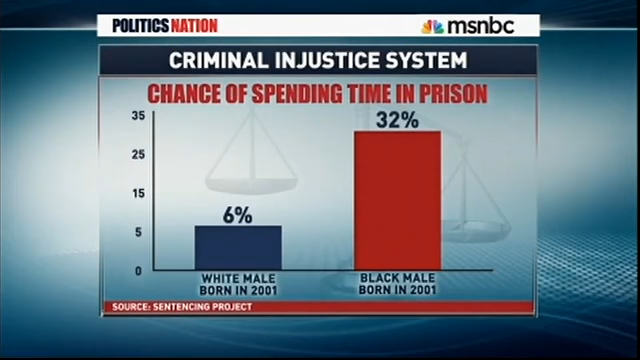 POLITICSNATION
msnbc
CRIMINAL INJUSTICE SYSTEM
CHANCE OF SPENDING TIME IN PRISON
35
25
15
5
0
6%
32%
WHITE MALE
BORN IN 2001
BLACK MALE
BORN IN 2001
SOURCE: SENTENCING PROJECT